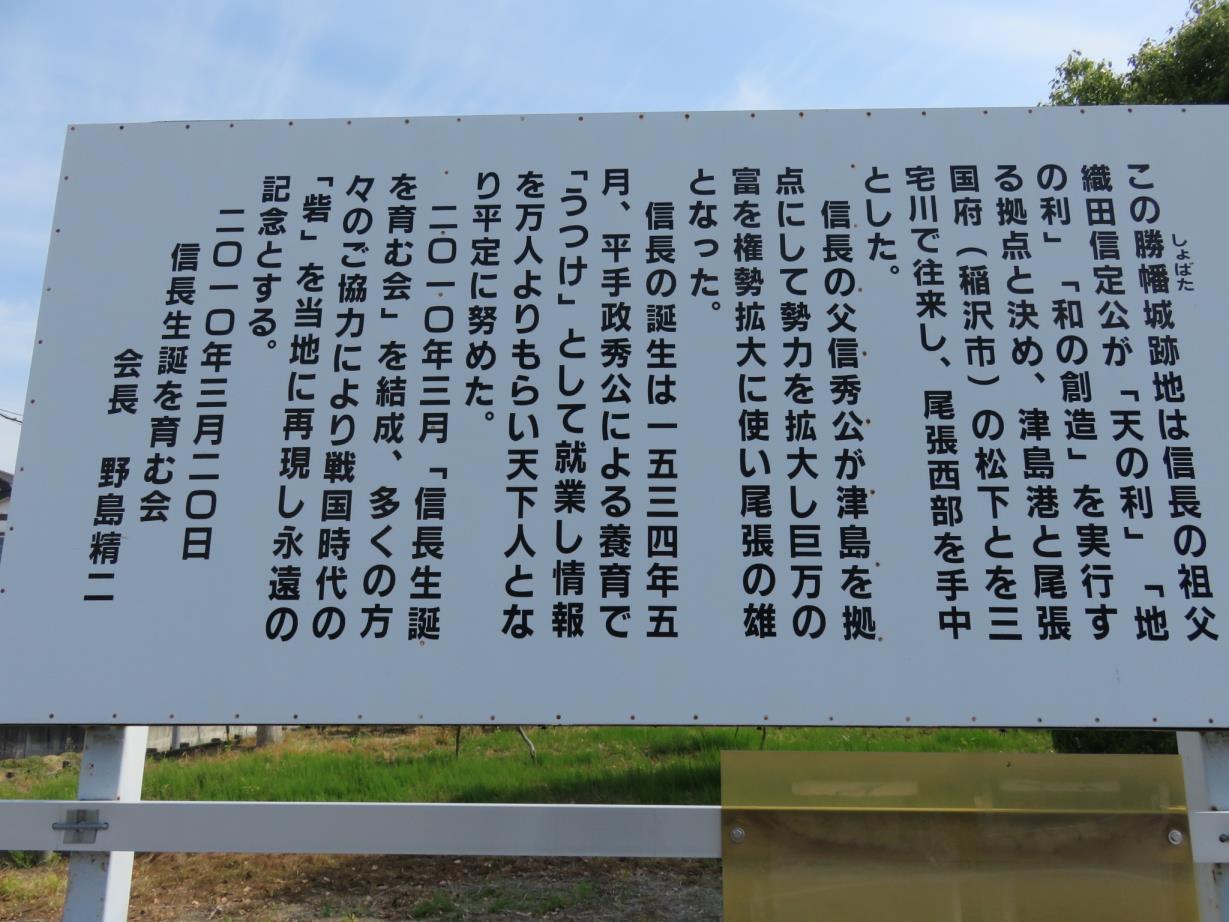 この勝幡城跡地は信長の祖父
しょばた
織田信定公が「天の利」「地
の利」「和の創造」を実行す
る拠点と決め、津島港と尾張
国府（稲沢市）の松下とを三
宅川で往来し、尾張西部を手中
とした。
信長の父信秀公が津島を拠
点にして勢力を拡大し巨万の
富を権勢拡大に使い尾張の雄
となった。
信長の誕生は一五三四年五
月、平手政秀公による養育で
「うつけ」として就業し情報
を万人よりもらい天下人とな
り平定に努めた。
二〇一〇年三月「信長生誕
を育む会」を結成、多くの方
々のご協力により戦国時代の
「砦」を当地に再現し永遠の
記念とする。
二〇一〇年三月二〇日
信長生誕を育む会
会長　野島精二